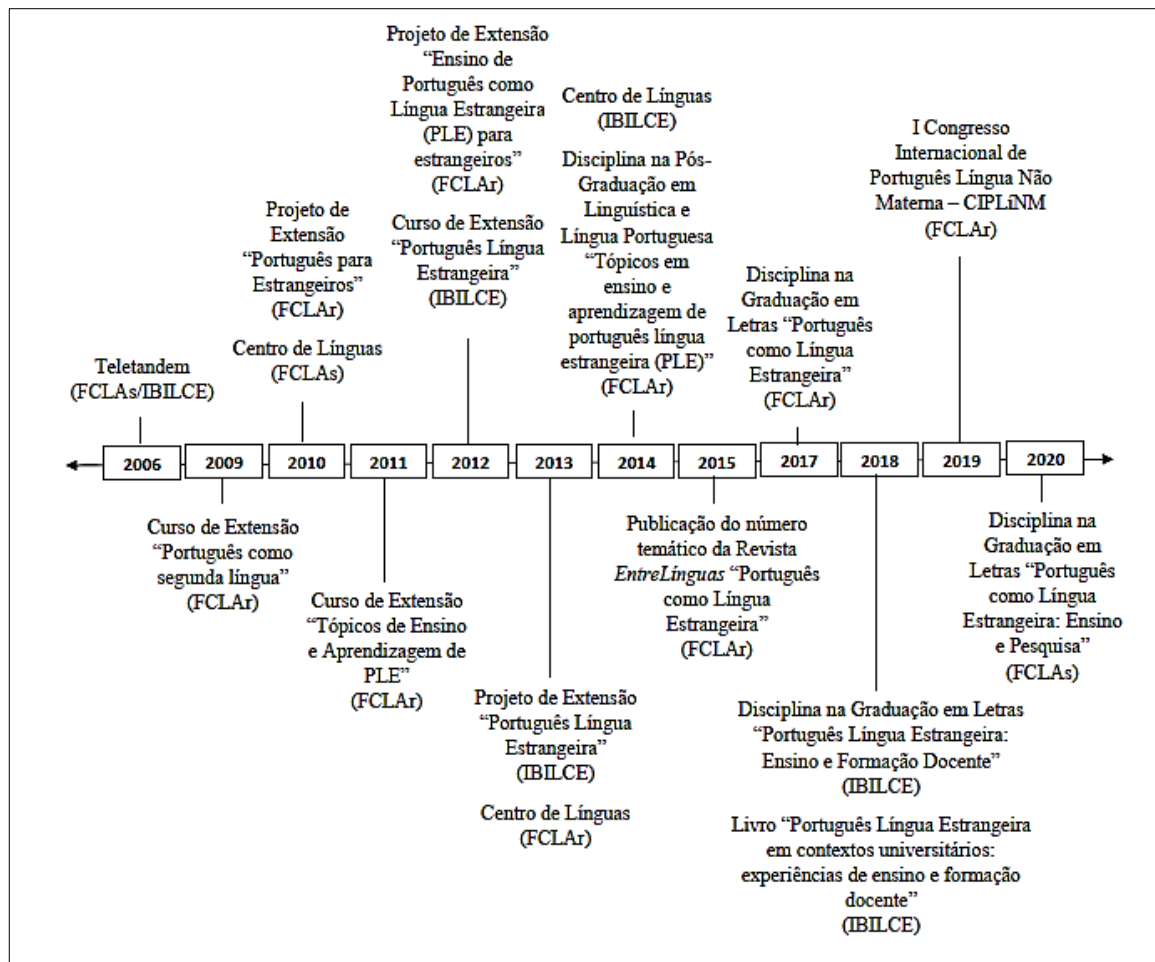 Projeto de Extensão
“Ensino de
Português como
Língua Estrangeira
(PLE) para
estrangeiros”
(FCLAr)
Curso de Extensão
“Português Língua
Estrangeira”
(IBILCE)
Centro de Línguas
(IBILCE)
Disciplina na Pós-
Graduação em
Linguística e
Língua Portuguesa
“Tópicos em
ensino e
aprendizagem de
português língua
estrangeira (PLE)”
(FCLAr)
I Congresso
Internacional de
Português Língua Não
Materna – CIPLiNM
(FCLAr)
Projeto de
Extensão
“Português para
Estrangeiros”
(FCLAr)
Centro de Línguas
(FCLAs)
Disciplina na
Graduação em
Letras “Português
como Língua
Estrangeira”
(FCLAr)
Teletandem
(FCLAs/IBILCE)
2006 2009 2010 2011 2012 2013 2014 2015 2017 2018 2019 2020
Curso de Extensão
“Português como
segunda língua”
(FCLAr)
Curso de Extensão
“Tópicos de Ensino
e Aprendizagem de
PLE”
(FCLAr)
Projeto de Extensão
“Português Língua
Estrangeira”
(IBILCE)
Centro de Línguas
(FCLAr)
Publicação do número
temático da Revista
EntreLínguas “Português
como Língua
Estrangeira”
(FCLAr)
Disciplina na Graduação em Letras
“Português Língua Estrangeira:
Ensino e Formação Docente”
(IBILCE)
Livro “Português Língua Estrangeira
em contextos universitários:
experiências de ensino e formação
docente”
(IBILCE)
Disciplina na
Graduação em
Letras “Português
como Língua
Estrangeira: Ensino
e Pesquisa”
(FCLAs)